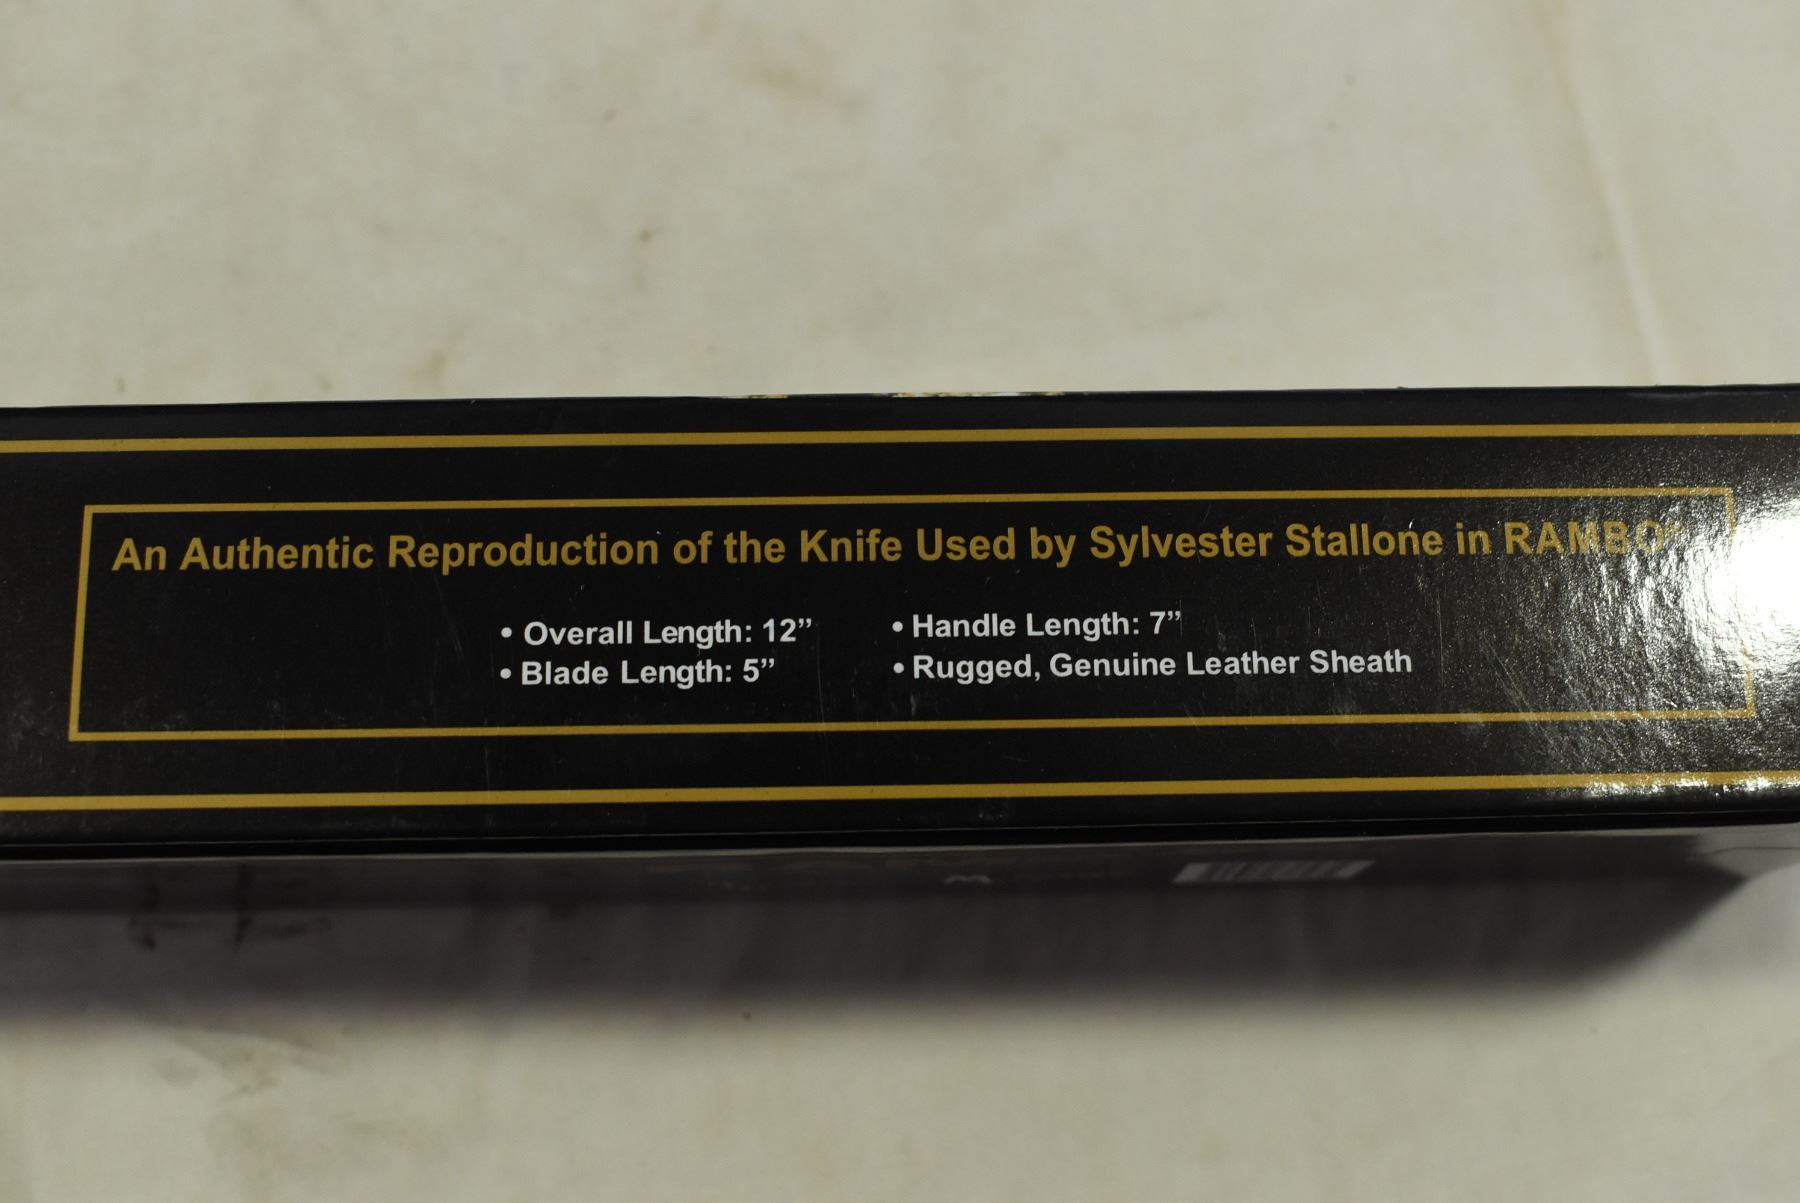 An Authentic Reproduction of the Knife Used by Sylvester Stallone in RAMBO
• Overall Length: 12”
• Blade Length: 5”
• Handle Length: 7”
• Rugged, Genuine Leather Sheath